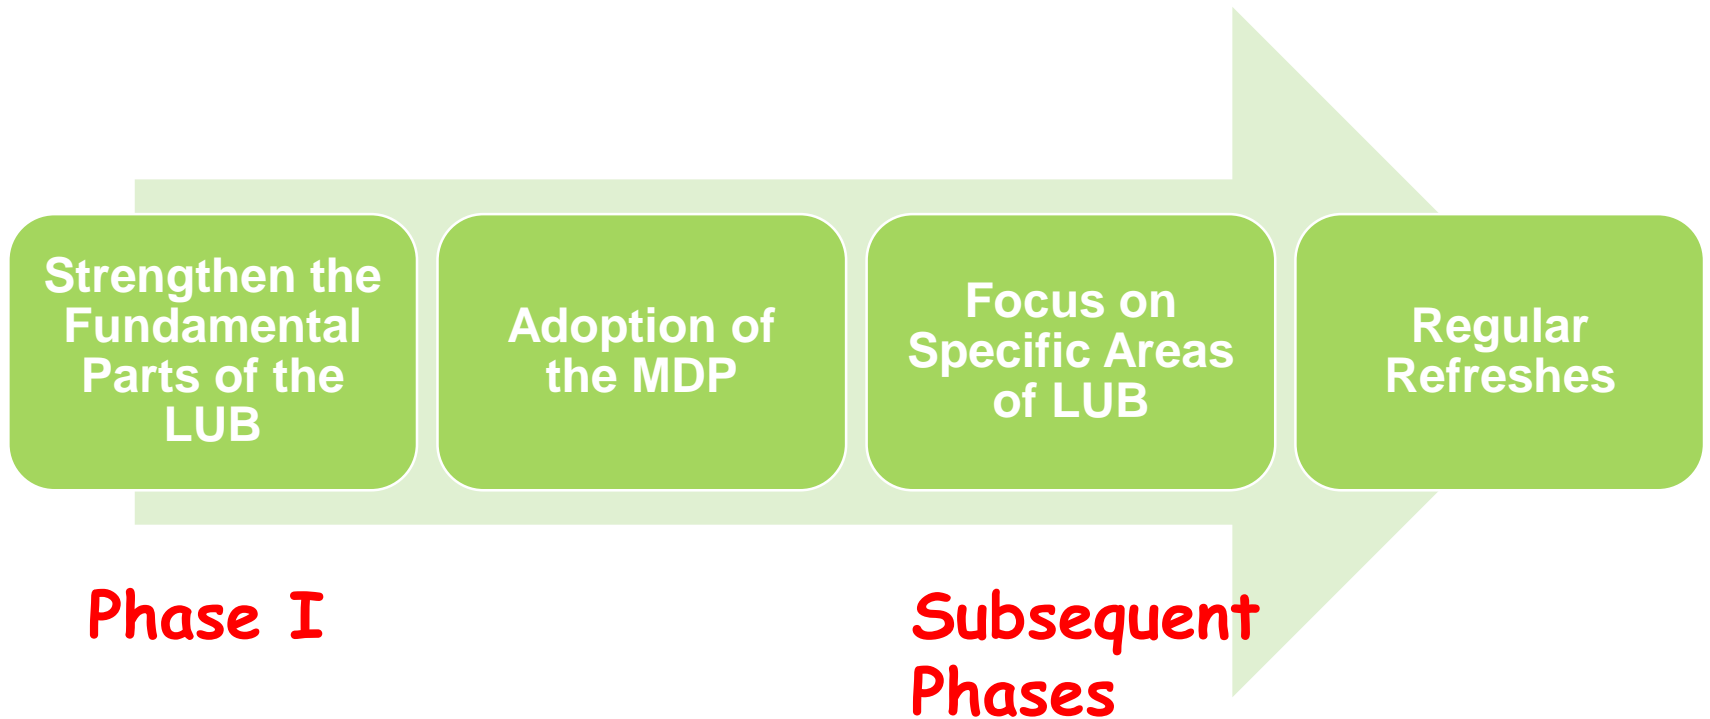 Strengthen the
Fundamental
Parts of the
LUB
Adoption of
the MDP
Focus on
Specific Areas
of LUB
Regular
Refreshes
Phase I
Subsequent
Phases